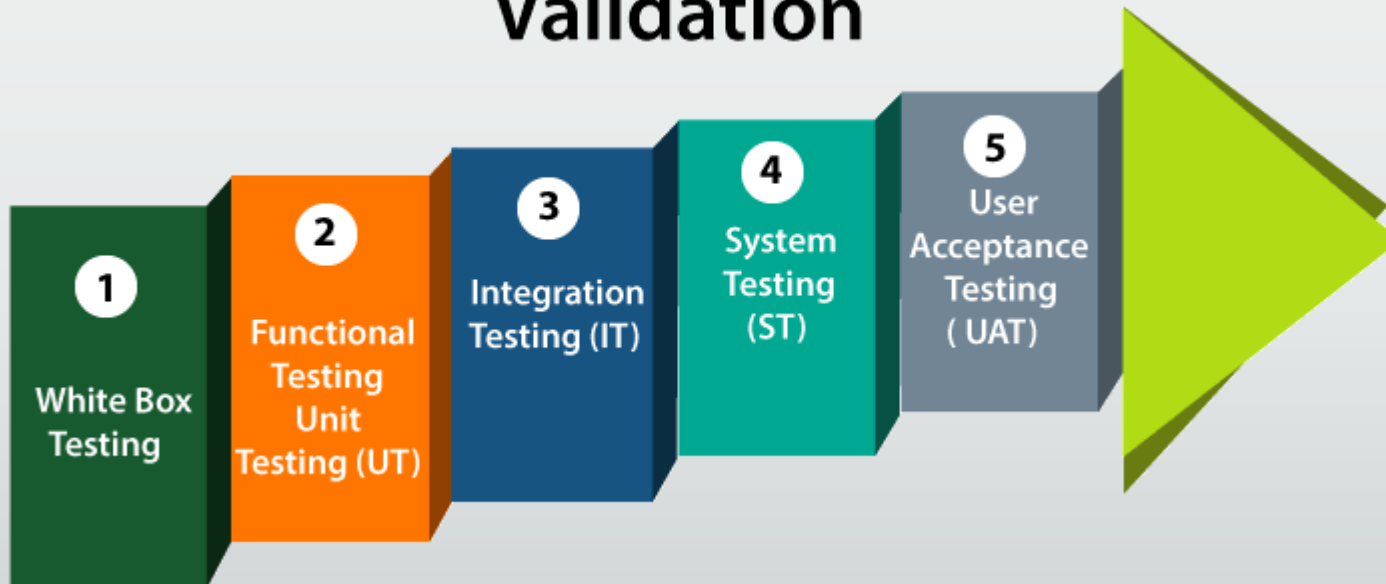 Validation
1
White Box
Testing
2
Functional
Testing
Unit
Testing (UT)
3
Integration
Testing (IT)
4
System
Testing
(ST)
5
User
Acceptance
Testing
( UAT)